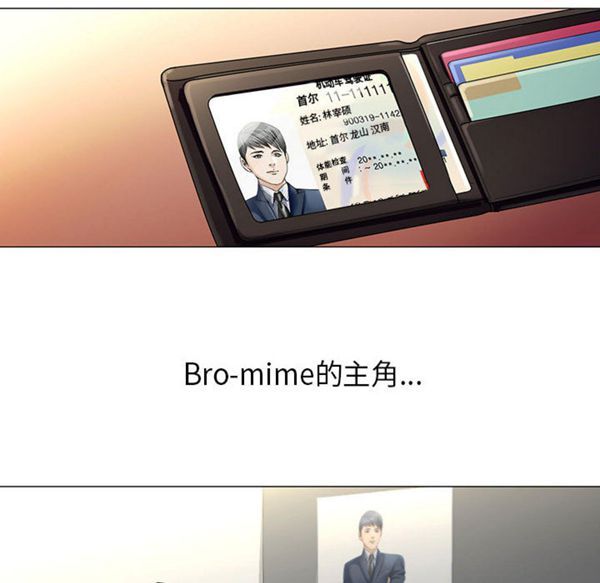 机动车驾驶证
首尔 11-111111
姓名: 林宰硕
900319-1142
地址: 首尔 龙山 汉南
体能检查 20**.**.**
期 间 : ~ 20**.**.**
条 件
Bro-mime的主角...